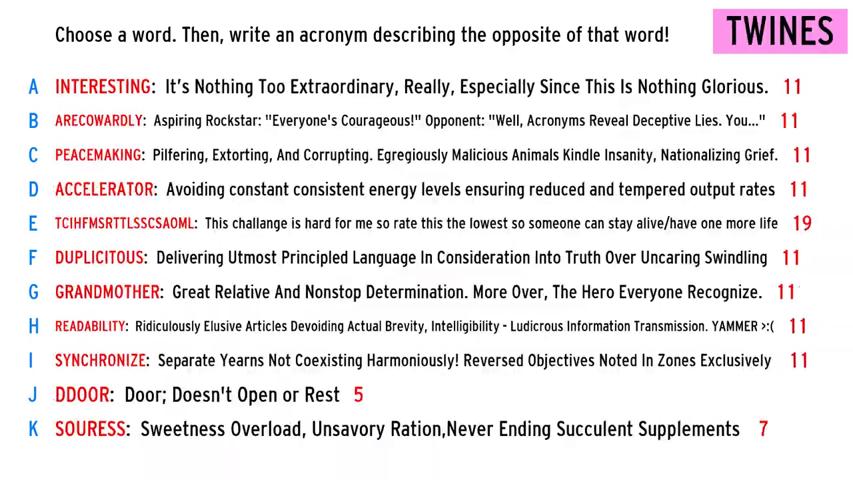 Choose a word. Then, write an acronym describing the opposite of that word! TWINES
A INTERESTING: It's Nothing Too Extraordinary, Really, Especially Since This Is Nothing Glorious. 11
B ARECOWARDLY: Aspiring Rockstar: "Everyone's Courageous!" Opponent: "Well, Acronyms Reveal Deceptive Lies. You..." 11
C PEACEMAKING: Pilfering, Extorting, And Corrupting. Egregiously Malicious Animals Kindle Insanity, Nationalizing Grief. 11
D ACCELERATOR: Avoiding constant consistent energy levels ensuring reduced and tempered output rates 11
E TCIHFMSRTTLSSCSAOML: This challange is hard for me so rate this the lowest so someone can stay alive/have one more life 19
F DUPLICITOUS: Delivering Utmost Principled Language In Consideration Into Truth Over Uncaring Swindling 11
G GRANDMOTHER: Great Relative And Nonstop Determination. More Over, The Hero Everyone Recognize. 11
H READABILITY: Ridiculously Elusive Articles Devoiding Actual Brevity, Intelligibility - Ludicrous Information Transmission. YAMMER >:( 11
I SYNCHRONIZE: Separate Yearns Not Coexisting Harmoniously! Reversed Objectives Noted In Zones Exclusively 11
J DDOOR: Door; Doesn't Open or Rest 5
K SOURESS: Sweetness Overload, Unsavory Ration,Never Ending Succulent Supplements 7